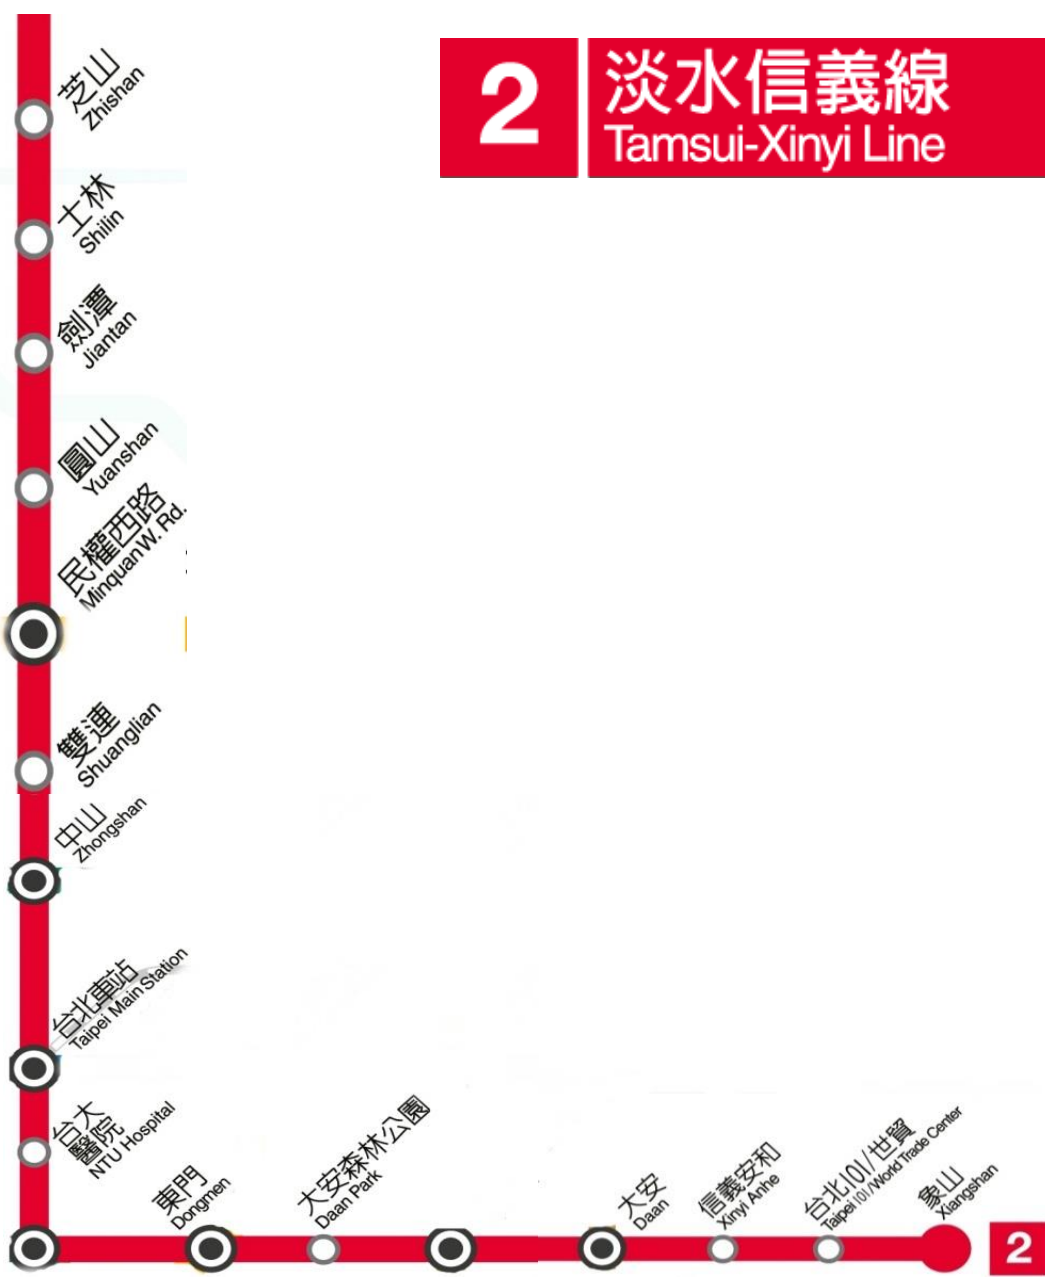 2
淡水信義線
Tamsui-Xinyi Line
芝山
Zhishan
士林
Shilin
劍潭
Jiantan
圓山
Yuanshan
民權西路
MinquanW. Rd.
雙連
Shuanglian
中山
Zhongshan
台北車站
Taipei Main Station
台大
醫院
NTU Hospital
東門
Dongmen
大安森林公園
Daan Park
大安
Daan
信義安和
Xinyi Anhe
台北101/世貿
Taipei 101/World Trade Center
象山
Xiangshan
2